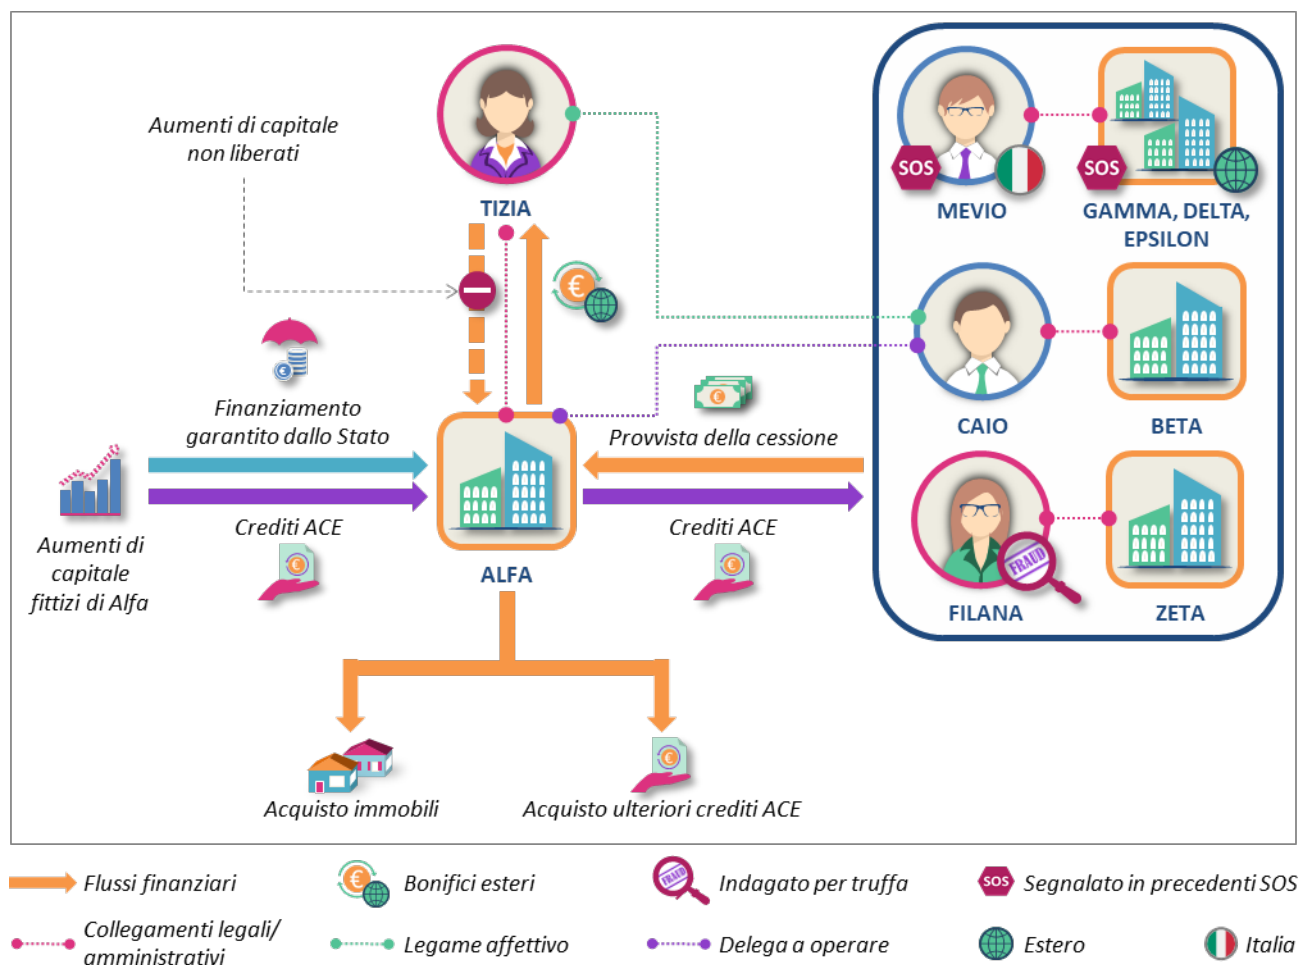 Aumenti di capitale
non liberati
TIZIA
SOS
MEVIO
SOS
GAMMA, DELTA,
EPSILON
€
Finanziamento
garantito dallo Stato
€
Provvista della cessione
€
CAIO
BETA
Aumenti di
capitale
fittizi di Alfa
Crediti ACE
€
ALFA
Crediti ACE
€
FRAUD
FILANA
ZETA
Acquisto immobili
€
Acquisto ulteriori crediti ACE
Flussi finanziari
€
Bonifici esteri
FRAUD
Indagato per truffa
SOS
Segnalato in precedenti SOS
Collegamenti legali/
amministrativi
Legame affettivo
Delega a operare
Estero
Italia